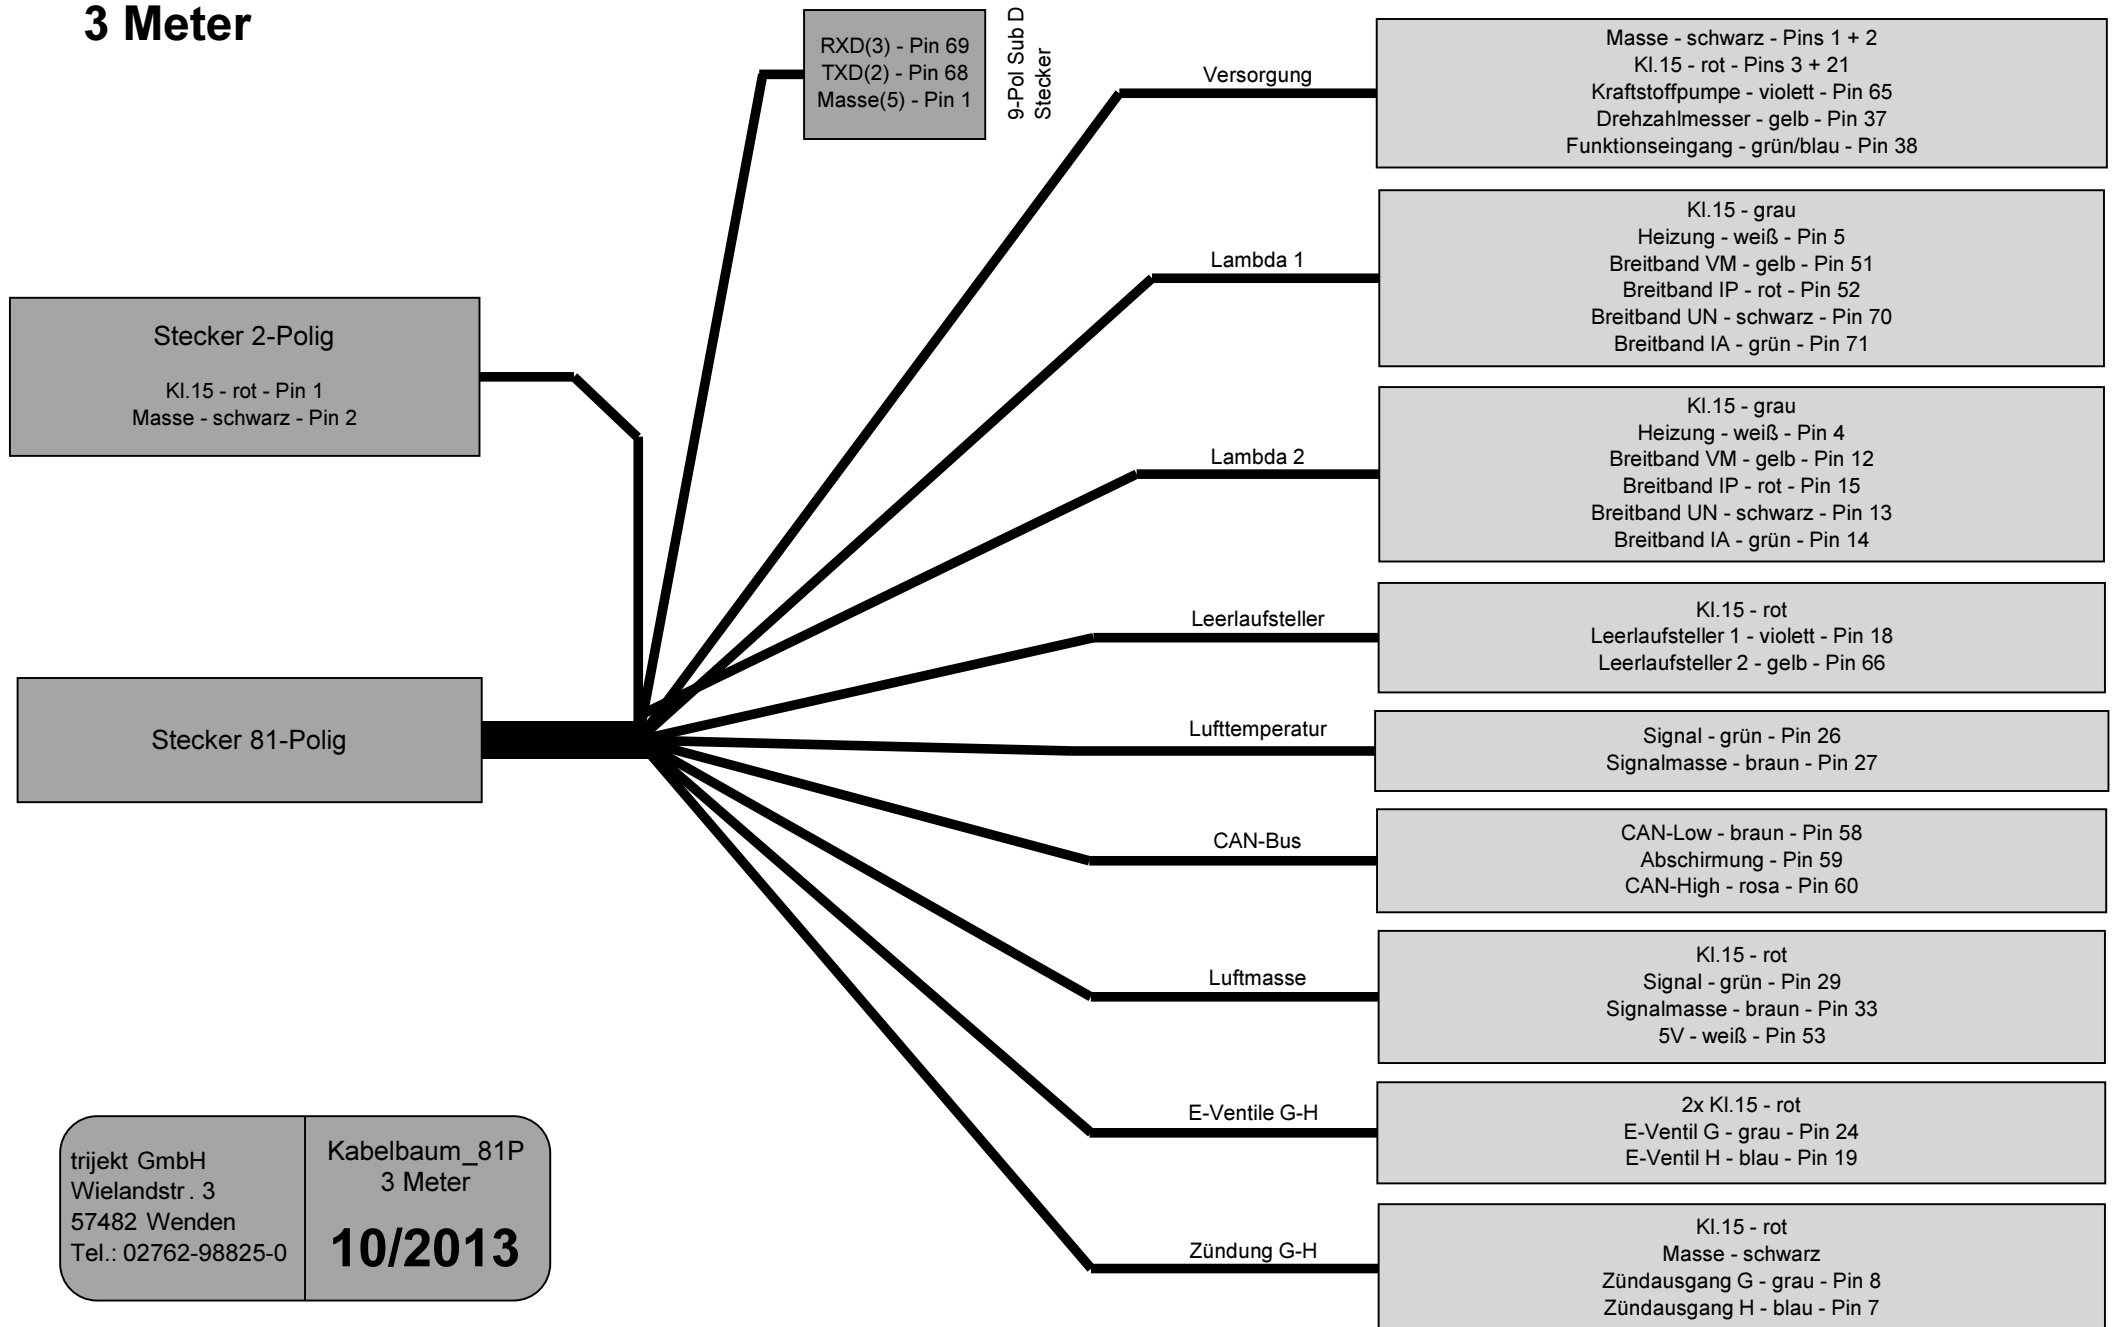 3 Meter
RXD(3) - Pin 69
TXD(2) - Pin 68
Masse(5) - Pin 1
9-Pol Sub D
Stecker
Versorgung
Masse - schwarz - Pins 1 + 2
Kl.15 - rot - Pins 3 + 21
Kraftstoffpumpe - violett - Pin 65
Drehzahlmesser - gelb - Pin 37
Funktionseingang - grün/blau - Pin 38
Lambda 1
Kl.15 - grau
Heizung - weiß - Pin 5
Breitband VM - gelb - Pin 51
Breitband IP - rot - Pin 52
Breitband UN - schwarz - Pin 70
Breitband IA - grün - Pin 71
Stecker 2-Polig
Kl.15 - rot - Pin 1
Masse - schwarz - Pin 2
Lambda 2
Kl.15 - grau
Heizung - weiß - Pin 4
Breitband VM - gelb - Pin 12
Breitband IP - rot - Pin 15
Breitband UN - schwarz - Pin 13
Breitband IA - grün - Pin 14
Leerlaufsteller
Kl.15 - rot
Leerlaufsteller 1 - violett - Pin 18
Leerlaufsteller 2 - gelb - Pin 66
Stecker 81-Polig
Lufttemperatur
Signal - grün - Pin 26
Signalmasse - braun - Pin 27
CAN-Bus
CAN-Low - braun - Pin 58
Abschirmung - Pin 59
CAN-High - rosa - Pin 60
Luftmasse
Kl.15 - rot
Signal - grün - Pin 29
Signalmasse - braun - Pin 33
5V - weiß - Pin 53
E-Ventile G-H
2x Kl.15 - rot
E-Ventil G - grau - Pin 24
E-Ventil H - blau - Pin 19
Zündung G-H
Kl.15 - rot
Masse - schwarz
Zündausgang G - grau - Pin 8
Zündausgang H - blau - Pin 7
trijekt GmbH
Wielandstr. 3
57482 Wenden
Tel.: 02762-98825-0
Kabelbaum_81P
3 Meter
10/2013